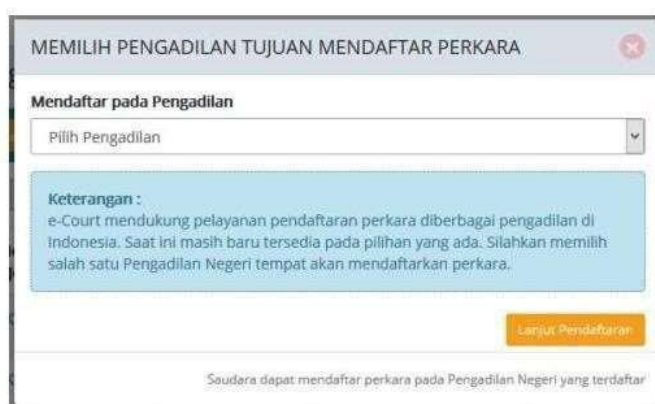 MEMILIH PENGADILAN TUJUAN MENDAFTAR PERKARA
Mendaftar pada Pengadilan
Pilih Pengadilan
Keterangan :
e-Court mendukung pelayanan pendaftaran perkara diberbagai pengadilan di
Indonesia. Saat ini masih baru tersedia pada pilihan yang ada. Silahkan memilih
salah satu Pengadilan Negeri tempat akan mendaftarkan perkara.
Lanjut Pendaftaran
Saudara dapat mendaftar perkara pada Pengadilan Negeri yang terdaftar